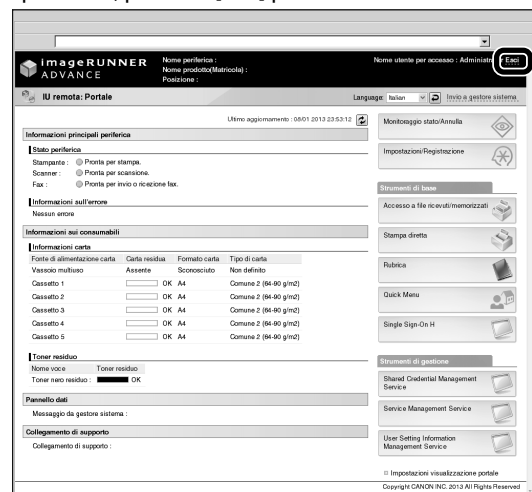 imageRUNNER
ADVANCE
Nome periferica :
Nome prodotto(Matricola) :
Posizione :
Nome utente per accesso : Administr r Esci
IU remota: Portale
Language: Italian
Invio a gestore sistema
Ultimo aggiornamento : 08/01 2013 23:53:12
Informazioni principali periferica
Stato periferica
Stampante : Pronta per stampa.
Scanner : Pronta per scansione.
Fax : Pronta per invio o ricezione fax.
Informazioni sull'errore
Nessun errore
Informazioni sui consumabili
Informazioni carta
Fonte di alimentazione carta Carta residua Formato carta Tipo di carta
Vassoio multiuso Assente Sconosciuto Non definito
Cassetto 1 OK A4 Comune 2 (64-90 g/m2)
Cassetto 2 OK A4 Comune 2 (64-90 g/m2)
Cassetto 3 OK A4 Comune 2 (64-90 g/m2)
Cassetto 4 OK A4 Comune 2 (64-90 g/m2)
Cassetto 5 OK A4 Comune 2 (64-90 g/m2)
Toner residuo
Nome voce Toner residuo
Toner nero residuo : OK
Pannello dati
Messaggio da gestore sistema :
Collegamento di supporto
Collegamento di supporto :
Monitoraggio stato/Annulla
Impostazioni/Registrazione
Strumenti di base
Accesso a file ricevuti/memorizzati
Stampa diretta
Rubrica
Quick Menu
Single Sign-On H
Strumenti di gestione
Shared Credential Management
Service
Service Management Service
User Setting Information
Management Service
Impostazioni visualizzazione portale
Copyright CANON INC. 2013 All Rights Reserved